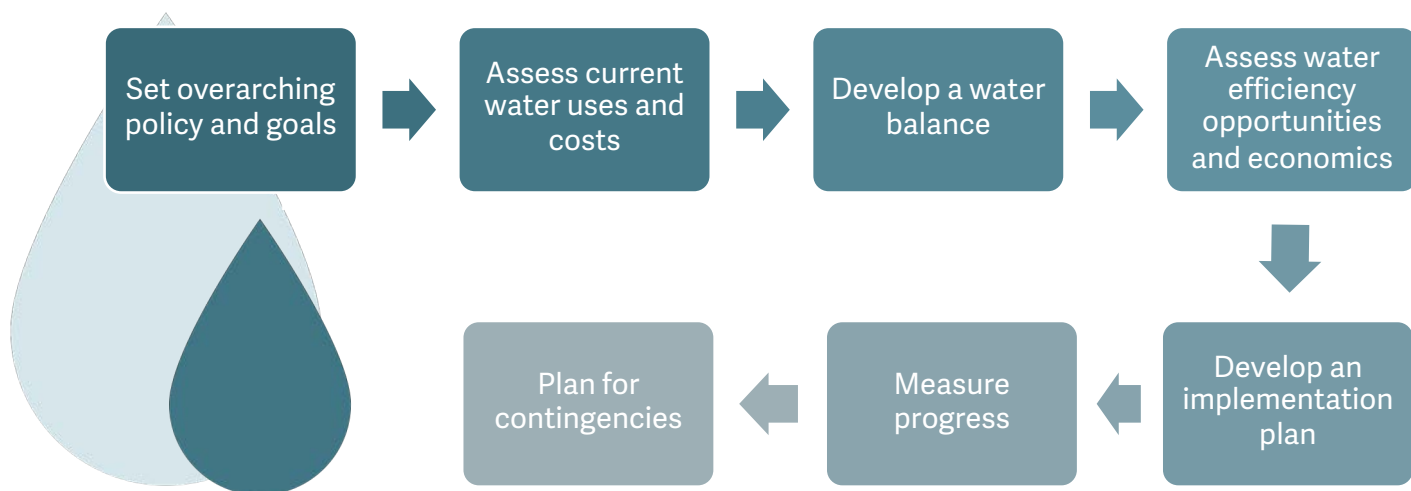 Set overarching
policy and goals
Assess current
water uses and
costs
Develop a water
balance
Assess water
efficiency
opportunities
and economics
Develop an
implementation
plan
Measure
progress
Plan for
contingencies